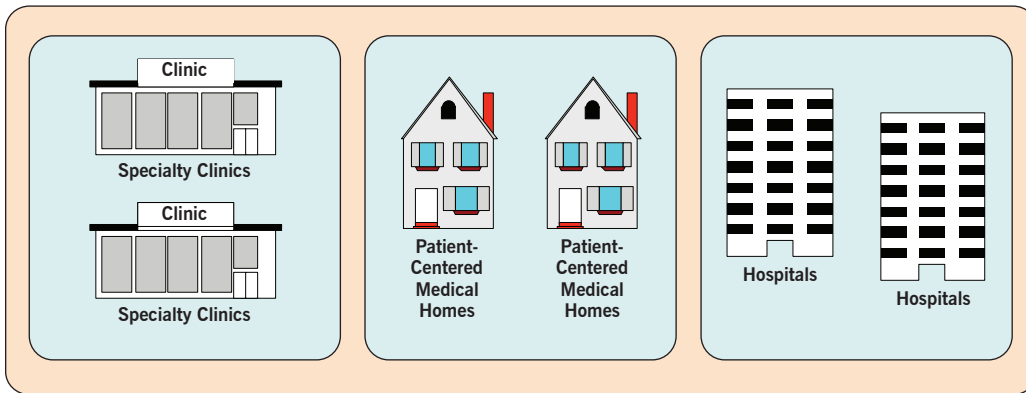 Clinic
Specialty Clinics
Clinic
Specialty Clinics
Patient-
Centered
Medical
Homes
Patient-
Centered
Medical
Homes
Hospitals
Hospitals